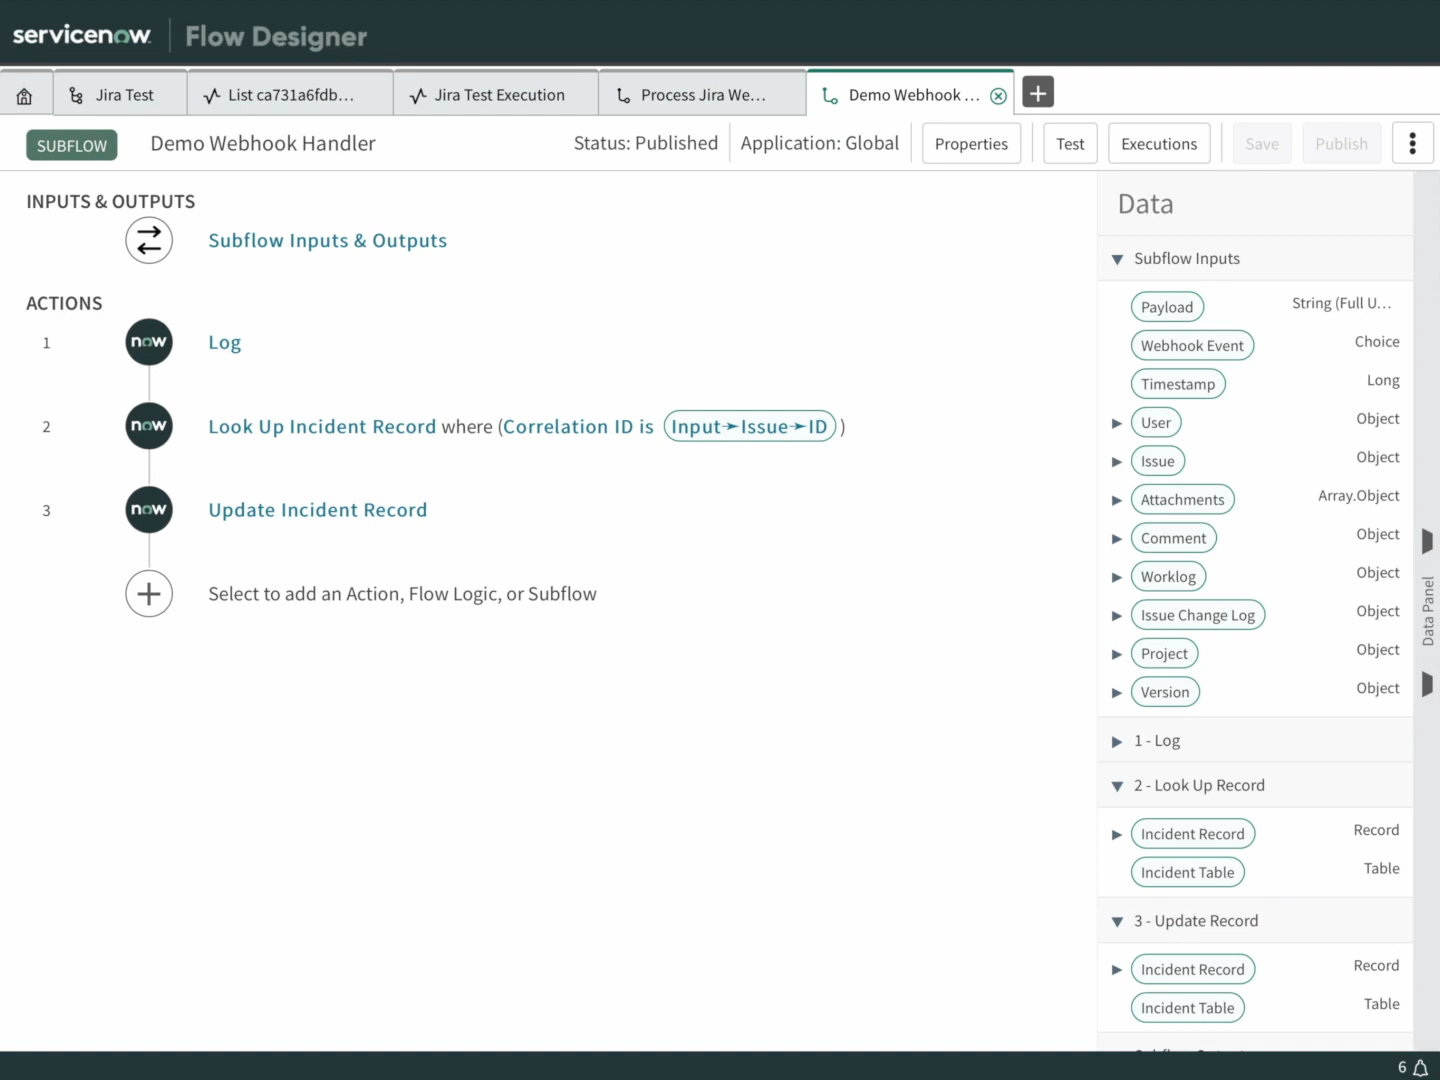 servicenow. Flow Designer
Jira Test List ca731a6fdb... Jira Test Execution Process Jira We... Demo Webhook ...
SUBFLOW Demo Webhook Handler Status: Published Application: Global Properties Test Executions Save Publish
INPUTS & OUTPUTS
Subflow Inputs & Outputs
ACTIONS
1 now Log
2 now Look Up Incident Record where (Correlation ID is Input➛Issue➛ID )
3 now Update Incident Record
Select to add an Action, Flow Logic, or Subflow
Data
Subflow Inputs
Payload String (Full U...
Webhook Event Choice
Timestamp Long
User Object
Issue Object
Attachments Array.Object
Comment Object
Worklog Object
Issue Change Log Object
Project Object
Version Object
1 - Log
2 - Look Up Record
Incident Record Record
Incident Table Table
3 - Update Record
Incident Record Record
Incident Table Table
Data Panel
6